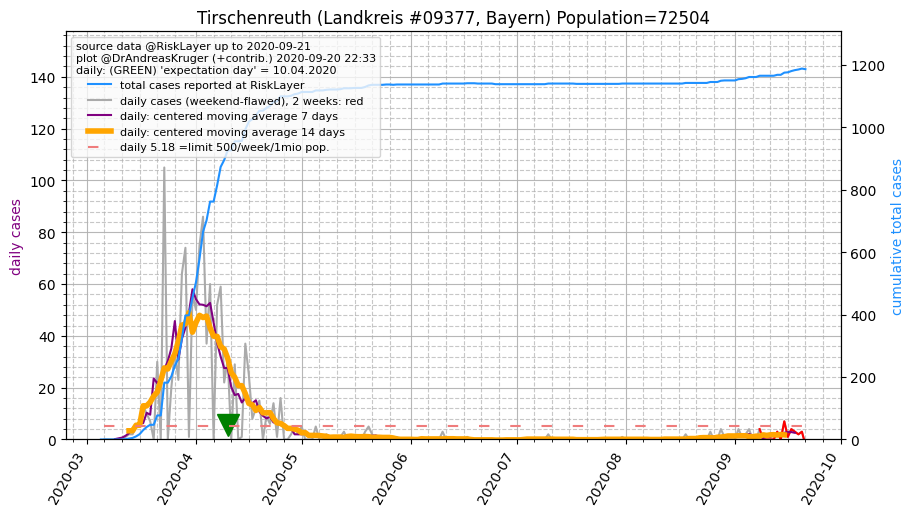 Tirschenreuth (Landkreis #09377, Bayern) Population=72504
source data @RiskLayer up to 2020-09-21
plot @DrAndreasKruger (+contrib.) 2020-09-20 22:33
daily: (GREEN) 'expectation day' = 10.04.2020
total cases reported at RiskLayer
daily cases (weekend-flawed), 2 weeks: red
daily: centered moving average 7 days
daily: centered moving average 14 days
daily 5.18 =limit 500/week/1mio pop.
daily cases
140
120
100
80
60
40
20
0
cumulative total cases
1200
1000
800
600
400
200
0
2020-03
2020-04
2020-05
2020-06
2020-07
2020-08
2020-09
2020-10